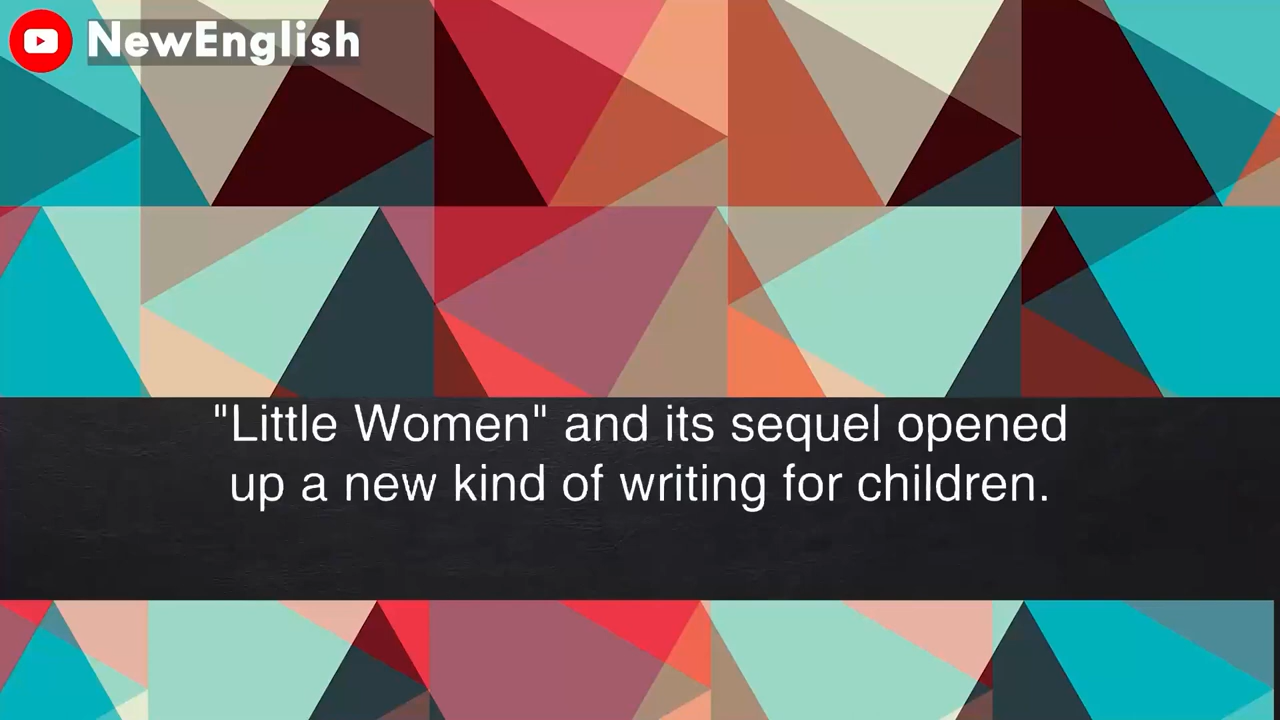 NewEnglish
"Little Women" and its sequel opened
up a new kind of writing for children.